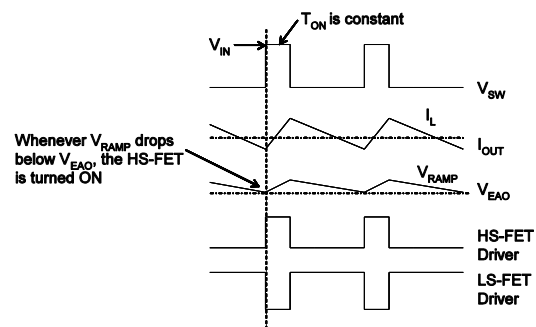 T_ON is constant
V_IN
V_SW
I_L
I_OUT
Whenever V_RAMP drops
below V_EAO, the HS-FET
is turned ON
V_RAMP
V_EAO
HS-FET
Driver
LS-FET
Driver